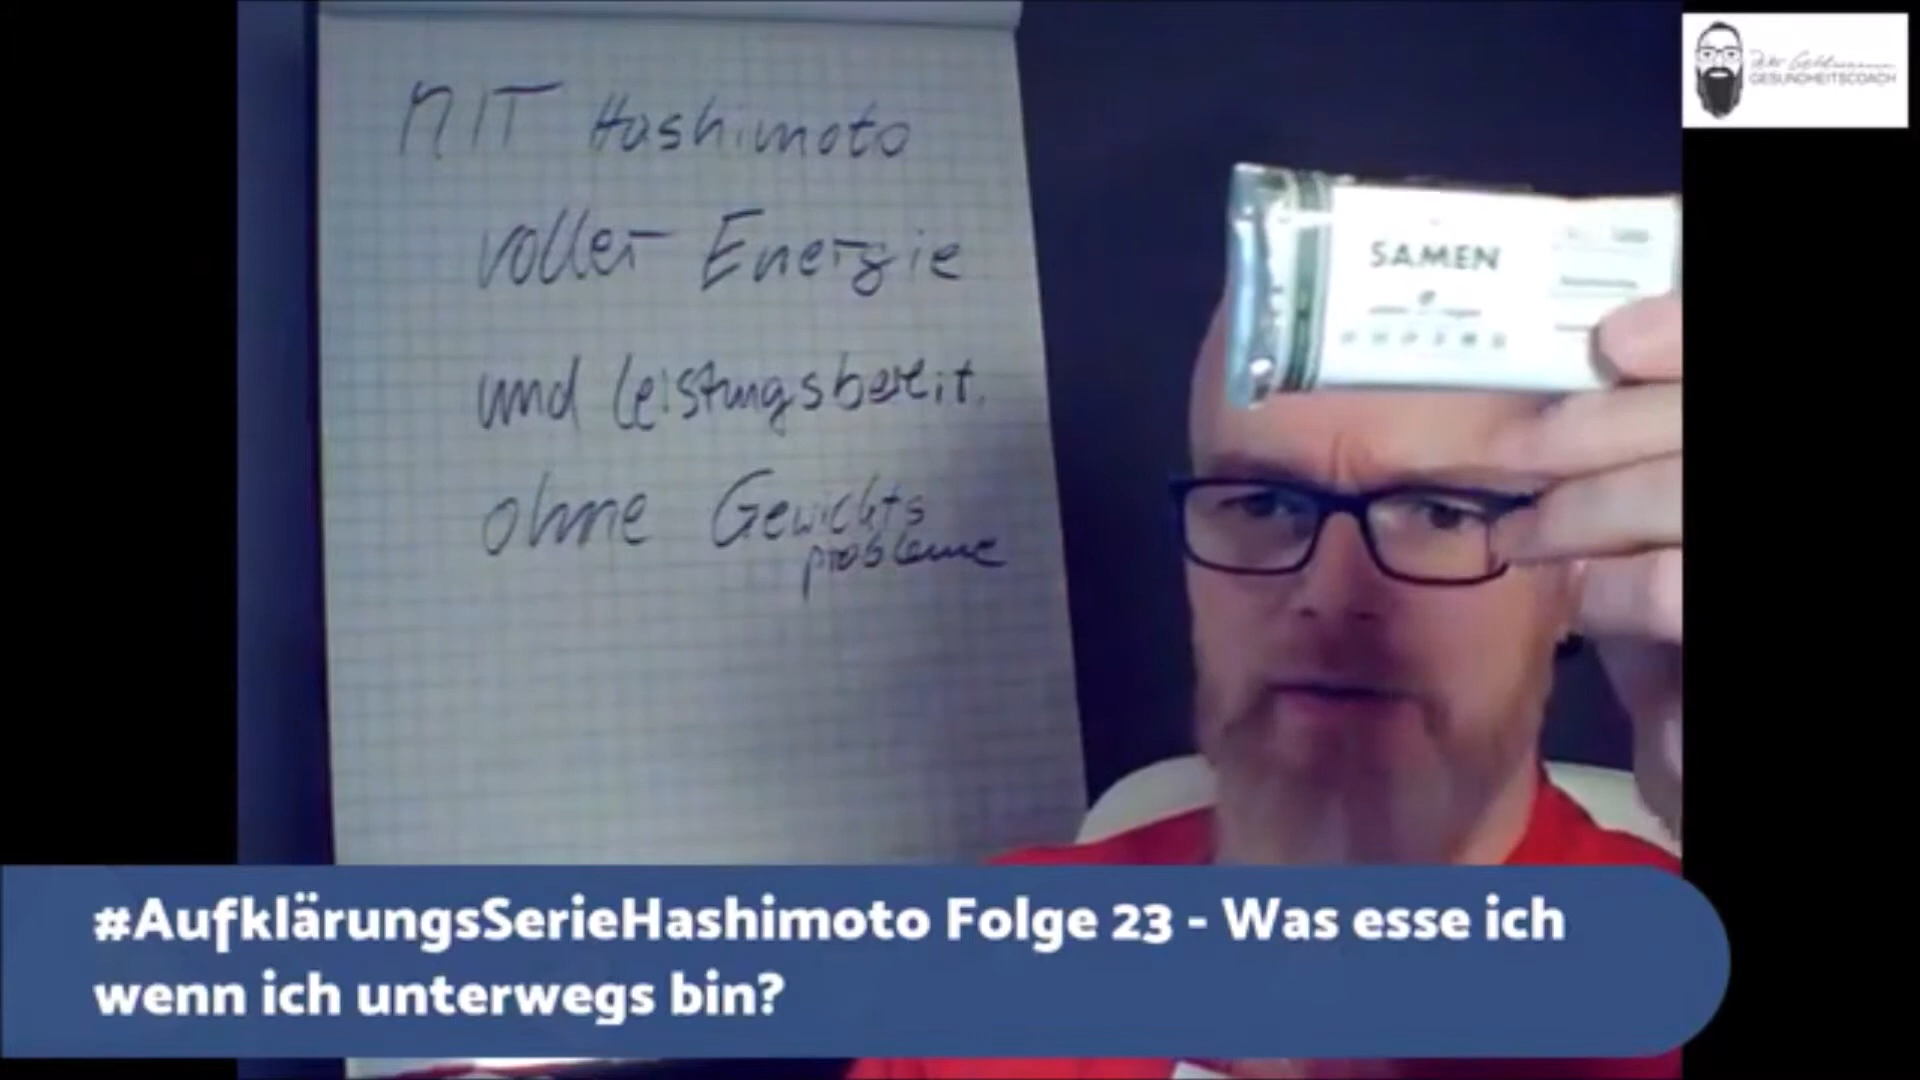 MIT Hashimoto
voller Energie
und leistungsbereit.
ohne Gewichts
probleme
GESUNDHEITSCOACH
SAMEN
#AufklärungsSerieHashimoto Folge 23 - Was esse ich
wenn ich unterwegs bin?